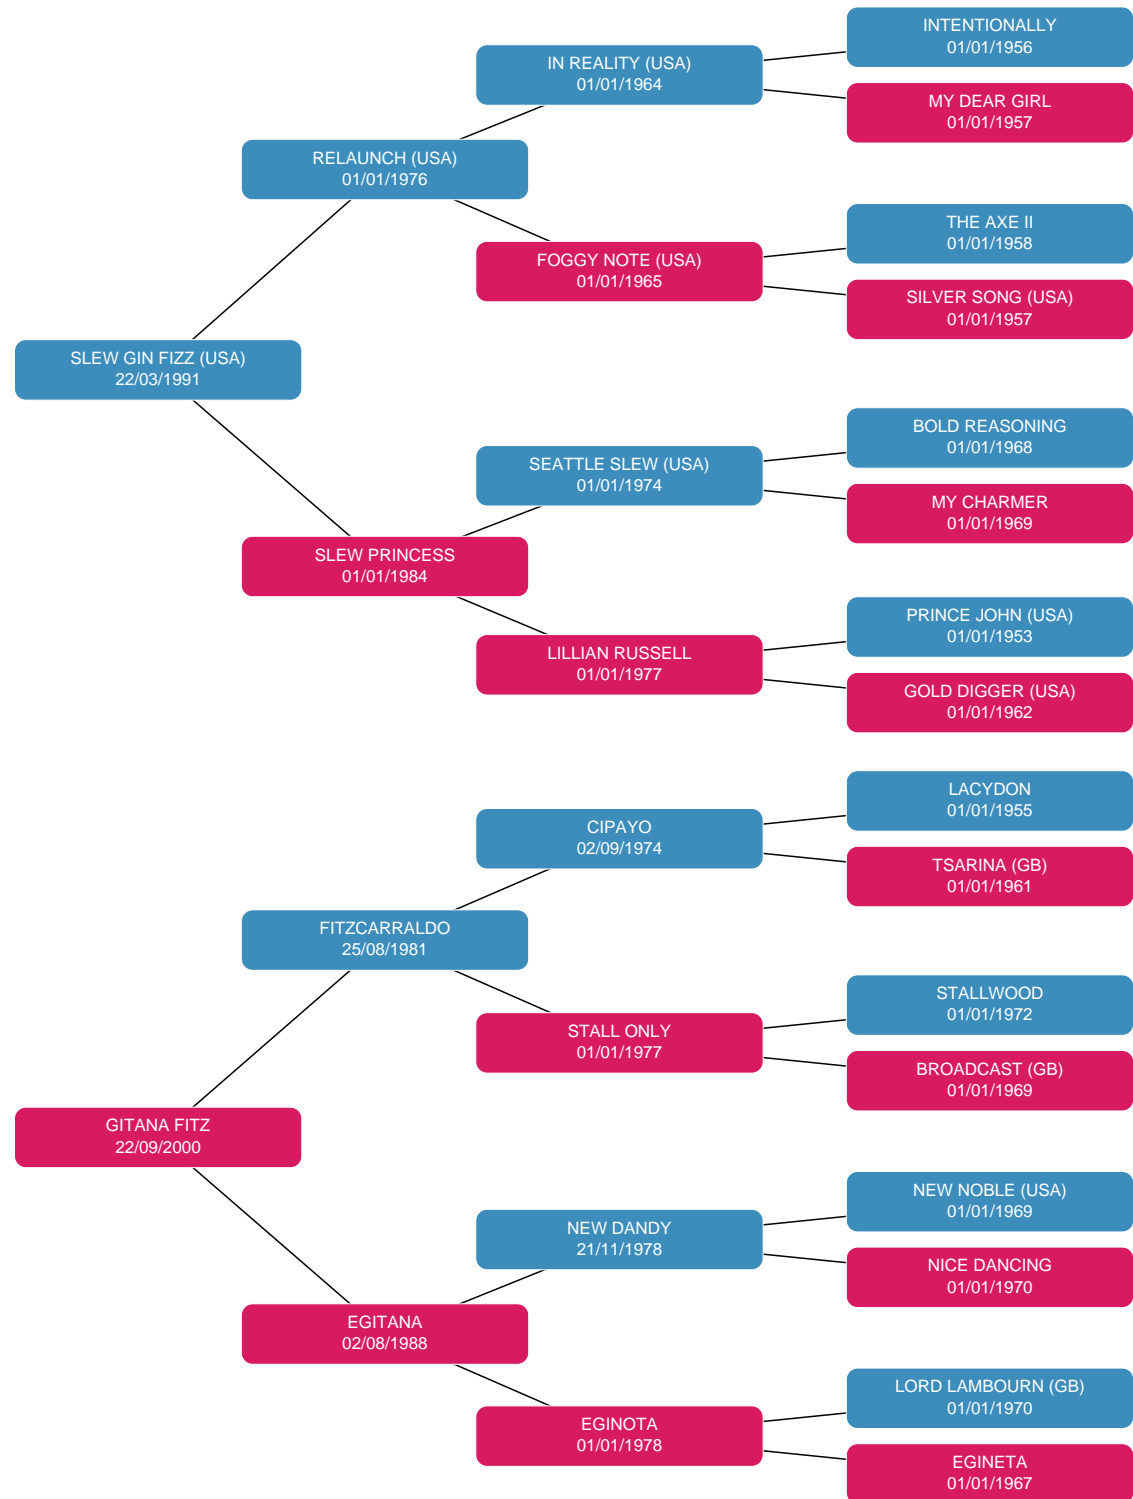 INTENTIONALLY
01/01/1956
IN REALITY (USA)
01/01/1964
MY DEAR GIRL
01/01/1957
RELAUNCH (USA)
01/01/1976
THE AXE II
01/01/1958
FOGGY NOTE (USA)
01/01/1965
SILVER SONG (USA)
01/01/1957
SLEW GIN FIZZ (USA)
22/03/1991
BOLD REASONING
01/01/1968
SEATTLE SLEW (USA)
01/01/1974
MY CHARMER
01/01/1969
SLEW PRINCESS
01/01/1984
PRINCE JOHN (USA)
01/01/1953
LILLIAN RUSSELL
01/01/1977
GOLD DIGGER (USA)
01/01/1962
LACYDON
01/01/1955
CIPAYO
02/09/1974
TSARINA (GB)
01/01/1961
FITZCARRALDO
25/08/1981
STALLWOOD
01/01/1972
STALL ONLY
01/01/1977
BROADCAST (GB)
01/01/1969
GITANA FITZ
22/09/2000
NEW NOBLE (USA)
01/01/1969
NEW DANDY
21/11/1978
NICE DANCING
01/01/1970
EGITANA
02/08/1988
LORD LAMBOURN (GB)
01/01/1970
EGINOTA
01/01/1978
EGINETA
01/01/1967